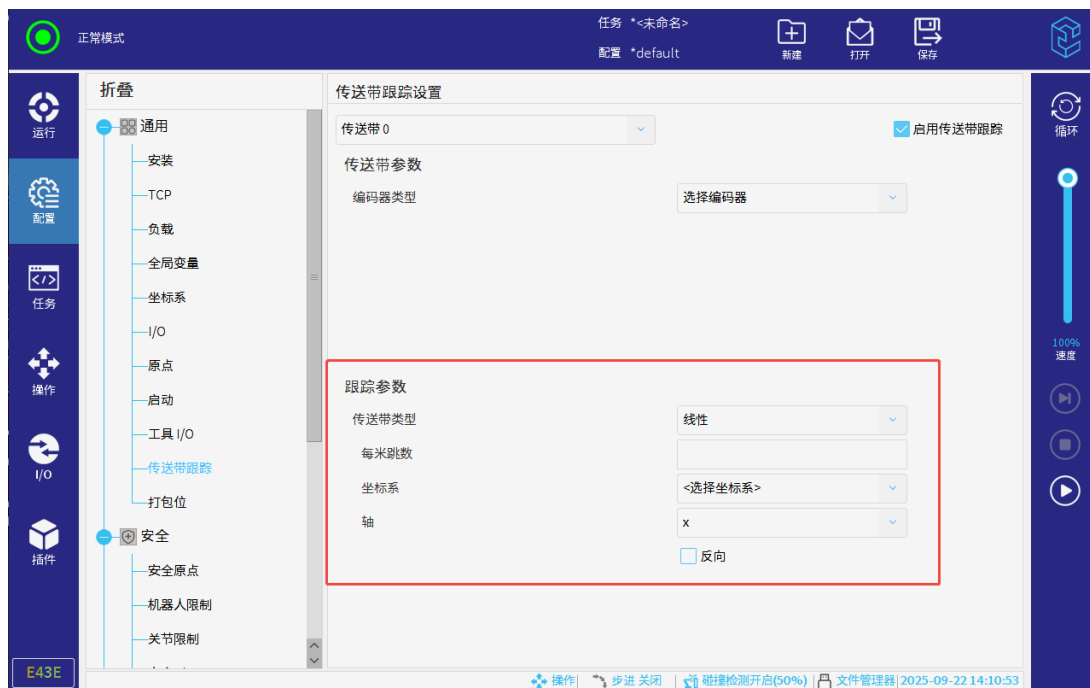 正常模式
任务 *<未命名>
配置 *default
新建
打开
保存
运行
配置
任务
操作
I/O
插件
E43E
折叠
通用
安装
TCP
负载
全局变量
坐标系
I/O
原点
启动
工具 I/O
传送带跟踪
打包位
安全
安全原点
机器人限制
关节限制
传送带跟踪设置
传送带 0
启用传送带跟踪
传送带参数
编码器类型 选择编码器
跟踪参数
传送带类型 线性
每米跳数
坐标系 <选择坐标系>
轴 x
反向
循环
100%
速度
操作 步进 关闭 碰撞检测开启(50%) 文件管理器 2025-09-22 14:10:53